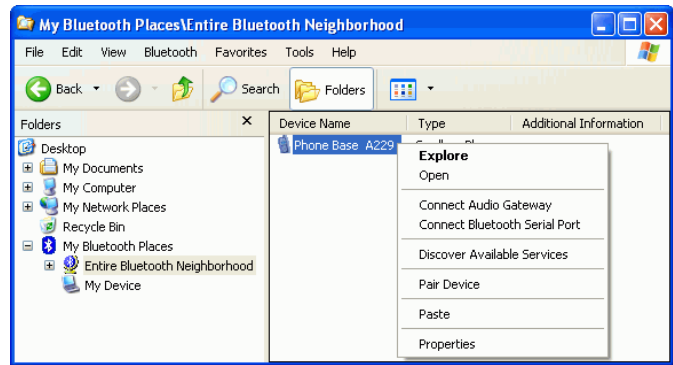 My Bluetooth Places\Entire Bluetooth Neighborhood
File Edit View Bluetooth Favorites Tools Help
Back Search Folders
Folders
Desktop
My Documents
My Computer
My Network Places
Recycle Bin
My Bluetooth Places
Entire Bluetooth Neighborhood
My Device
Device Name Type Additional Information
Phone Base A229
Explore
Open
Connect Audio Gateway
Connect Bluetooth Serial Port
Discover Available Services
Pair Device
Paste
Properties